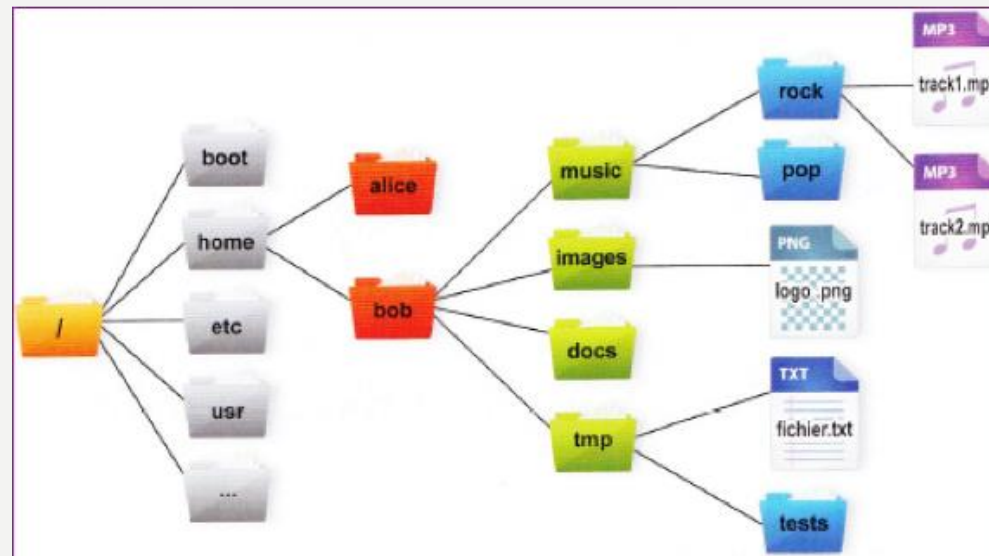 /
boot
home
etc
usr
...
alice
bob
music
images
docs
tmp
rock
pop
PNG
logo .png
TXT
fichier.txt
tests
MP3
track1.mp
MP3
track2.mp